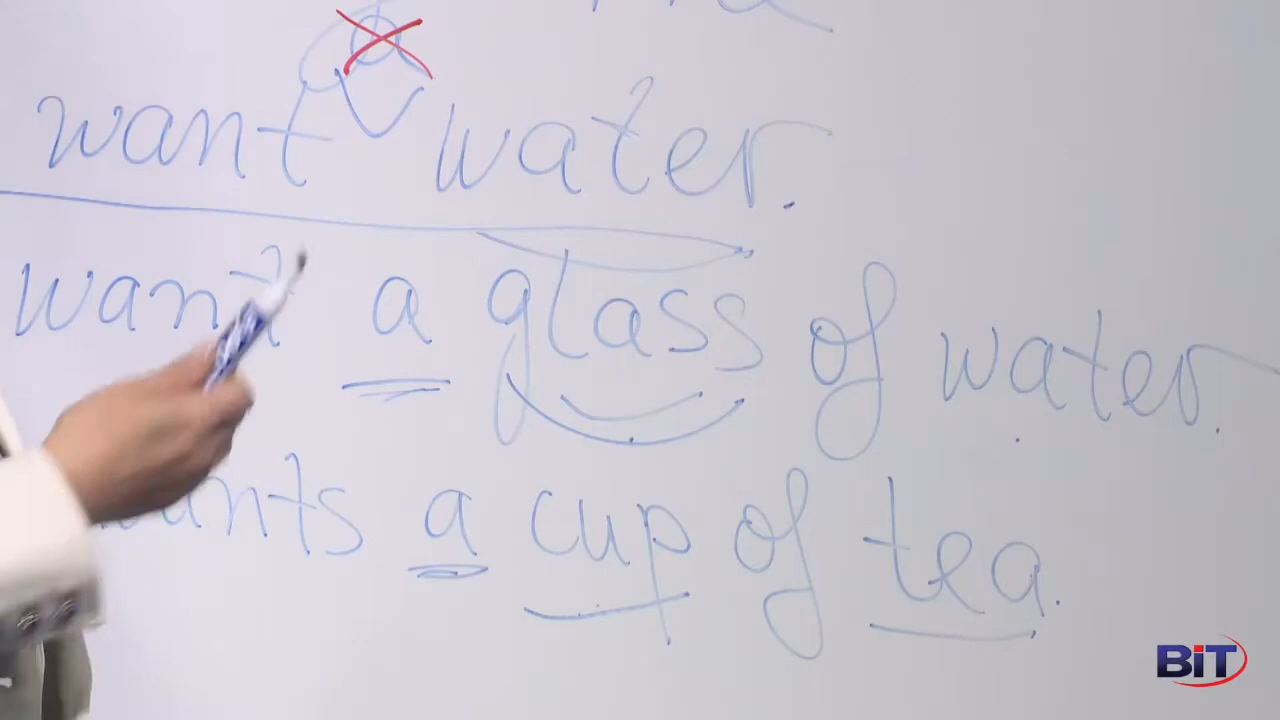 a
want water.
want a glass of water.
wants a cup of tea.
BiT